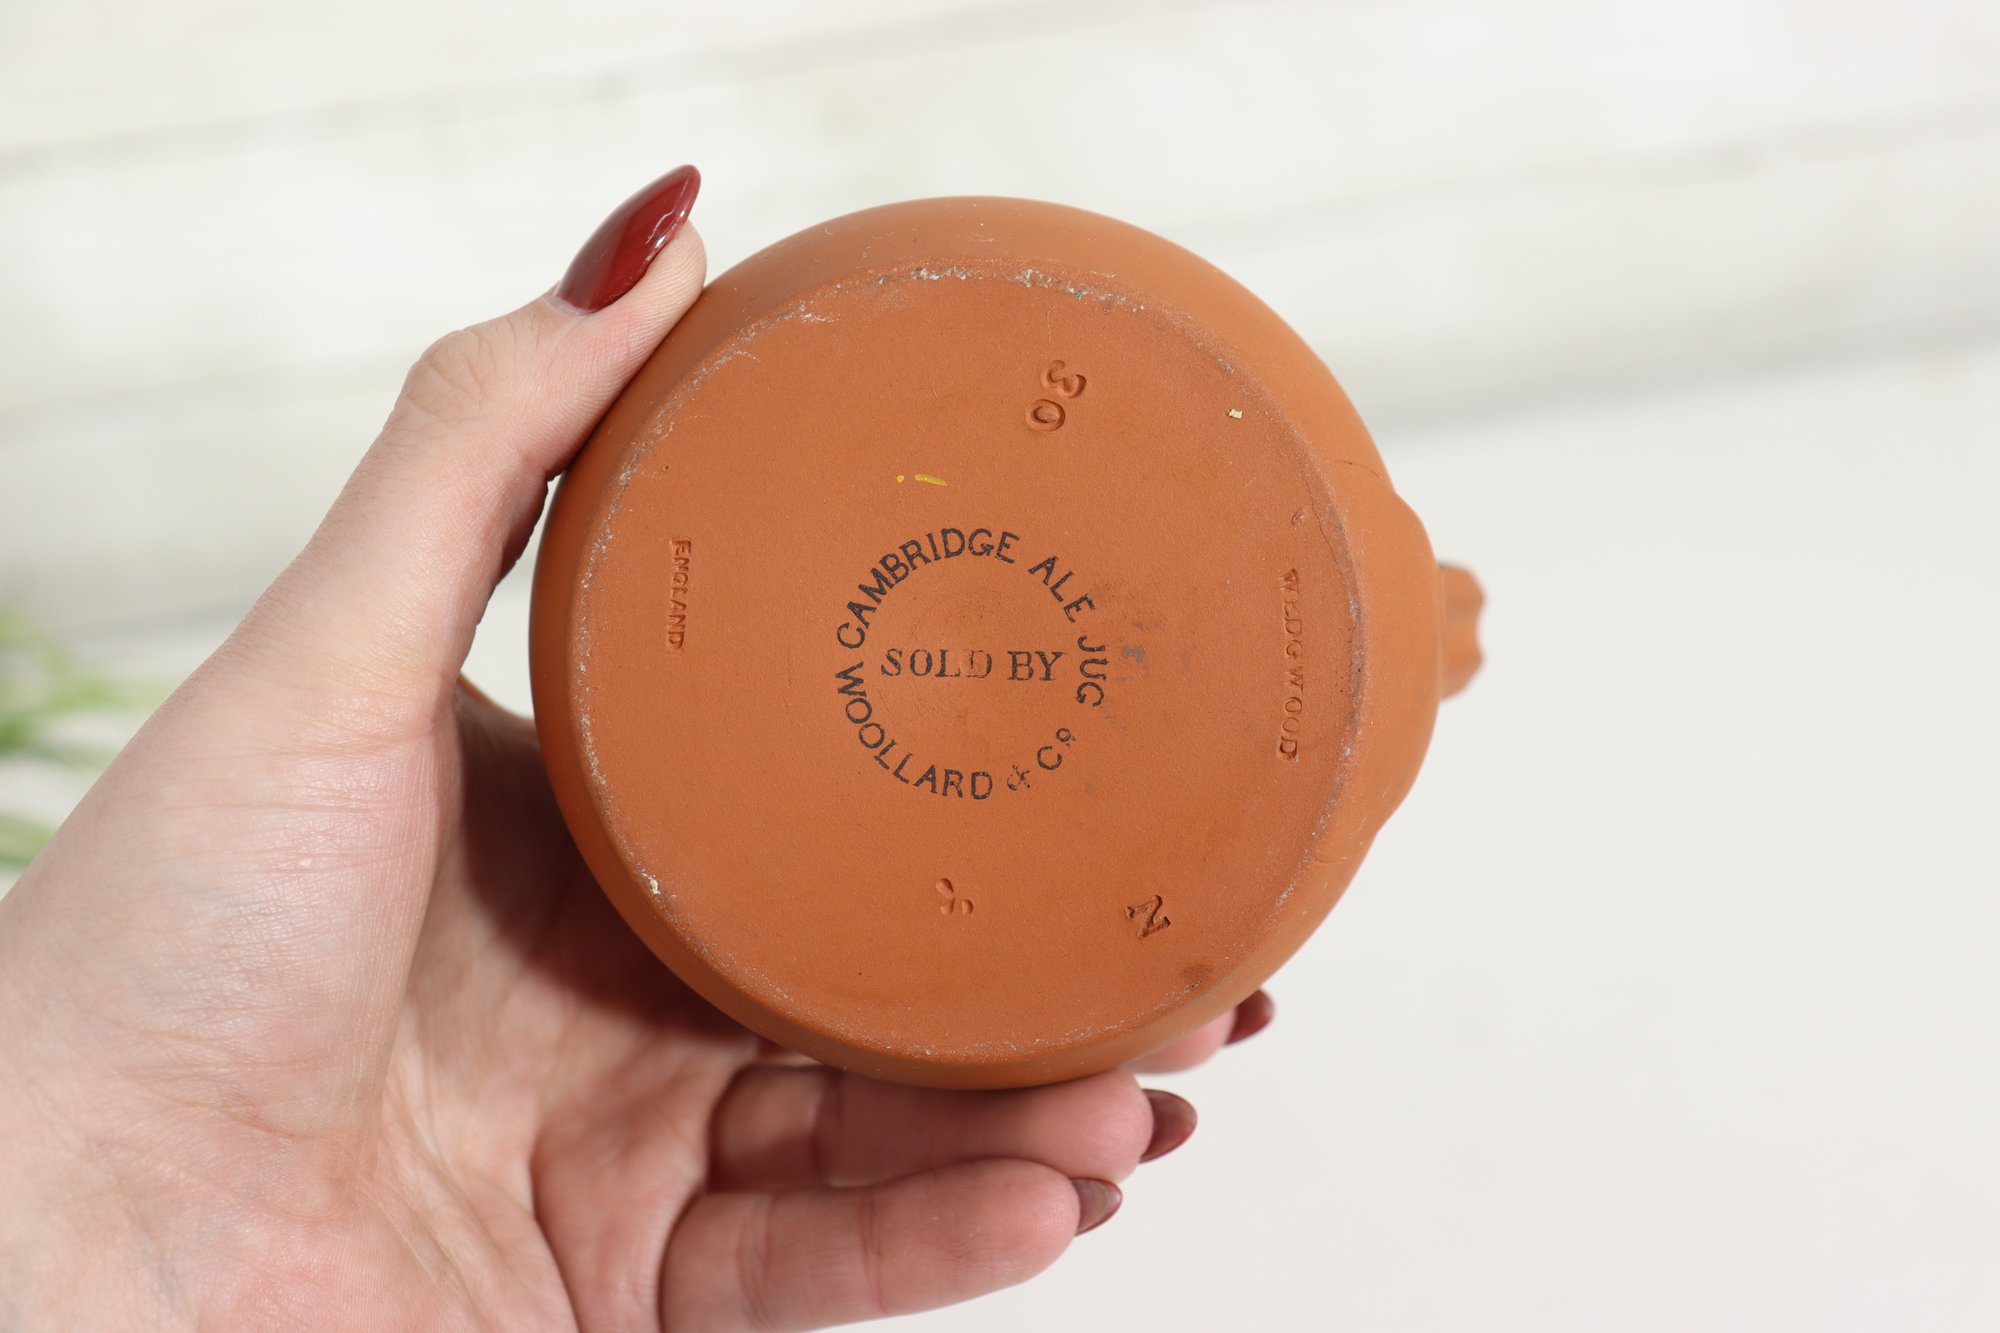 30
ENGLAND
CAMBRIDGE ALE JUG
SOLD BY
WOOLLARD & Cº
WEDGWOOD
N